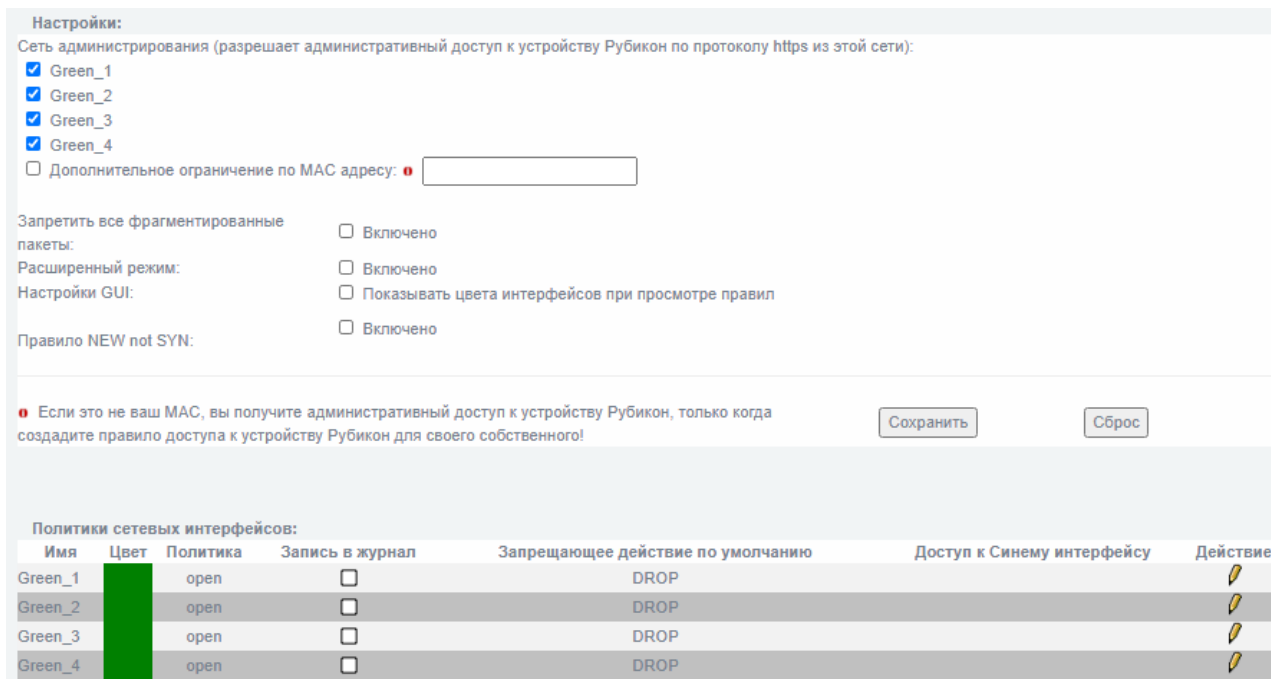 Настройки:
Сеть администрирования (разрешает административный доступ к устройству Рубикон по протоколу https из этой сети):
Green_1
Green_2
Green_3
Green_4
Дополнительное ограничение по MAC адресу:
Запретить все фрагментированные
пакеты:
Включено
Расширенный режим:
Включено
Настройки GUI:
Показывать цвета интерфейсов при просмотре правил
Включено
Правило NEW not SYN:
Если это не ваш MAC, вы получите административный доступ к устройству Рубикон, только когда
создадите правило доступа к устройству Рубикон для своего собственного!
Сохранить
Сброс
Политики сетевых интерфейсов:
Имя Цвет Политика Запись в журнал Запрещающее действие по умолчанию Доступ к Синему интерфейсу Действие
Green_1 open DROP
Green_2 open DROP
Green_3 open DROP
Green_4 open DROP